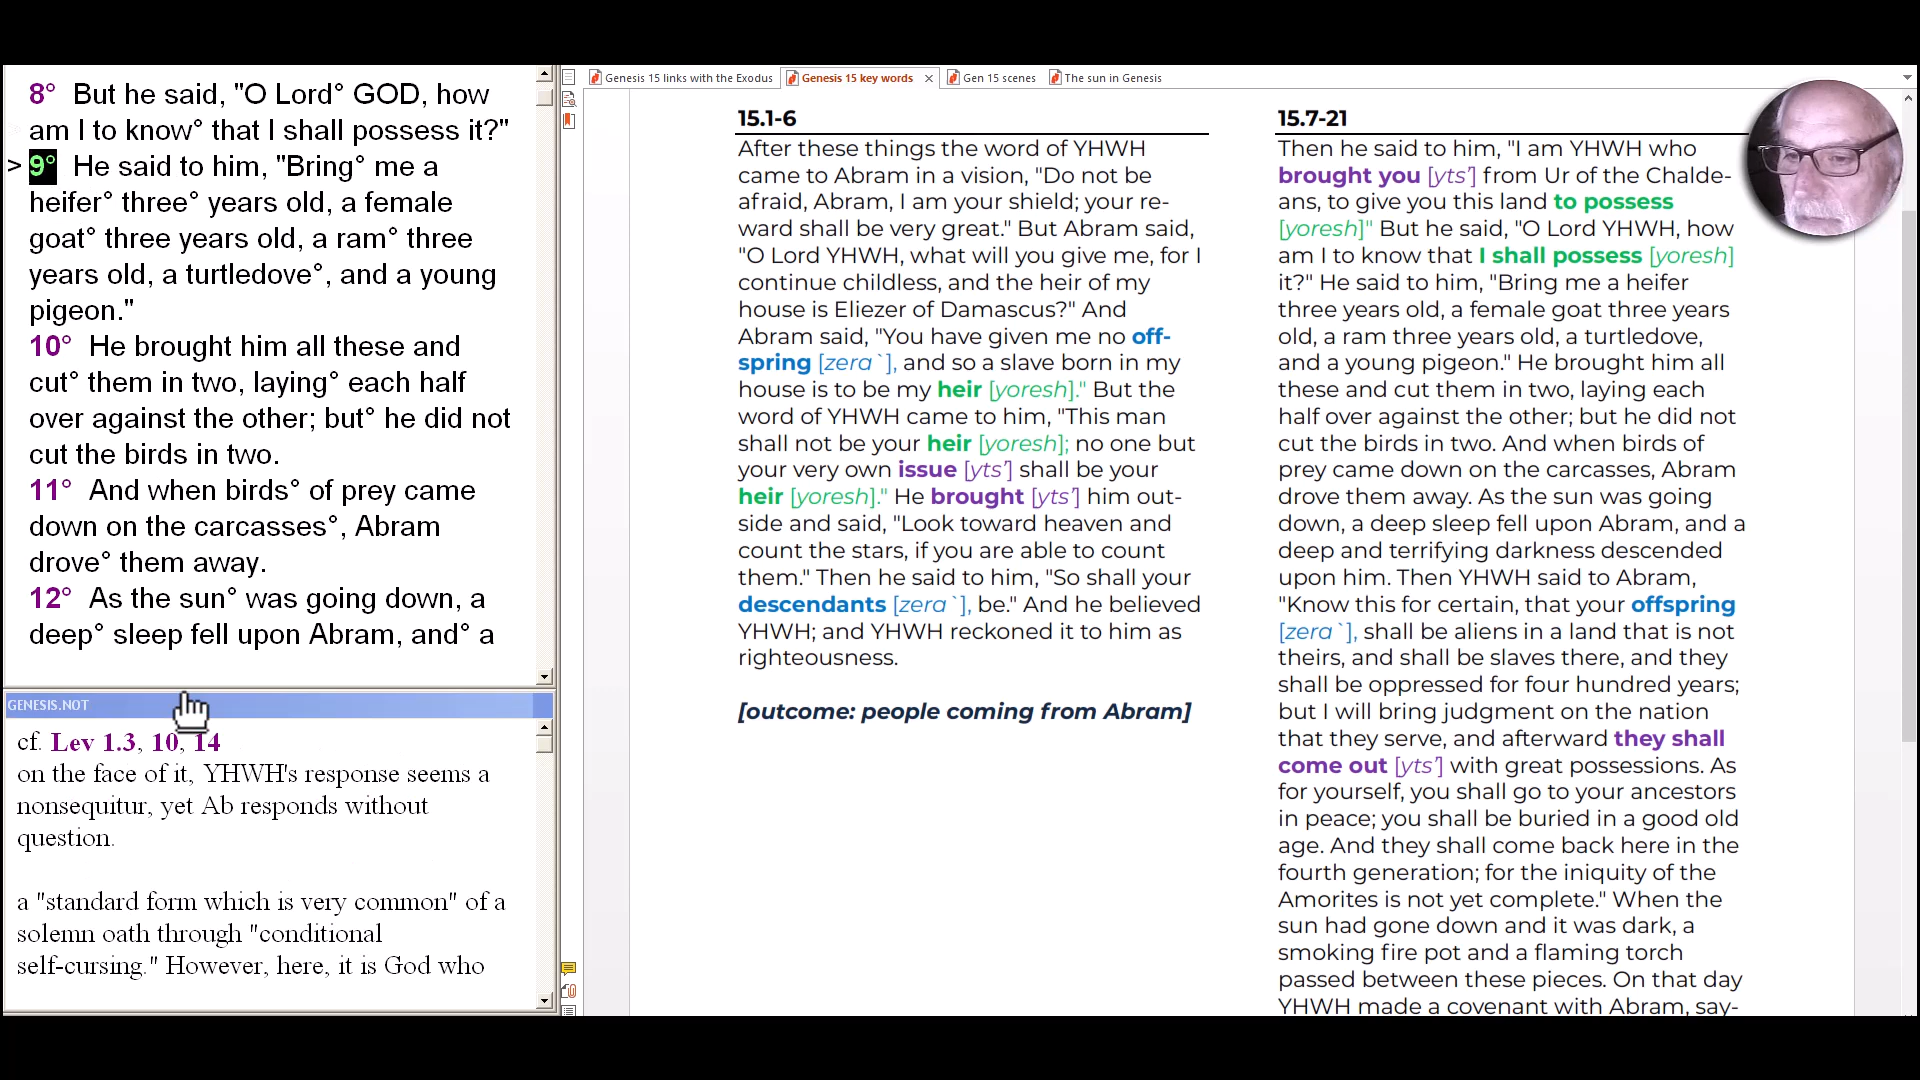 8°  But he said, "O Lord° GOD, how
am I to know° that I shall possess it?"
> 9°  He said to him, "Bring° me a
heifer° three° years old, a female
goat° three years old, a ram° three
years old, a turtledove°, and a young
pigeon."
10°  He brought him all these and
cut° them in two, laying° each half
over against the other; but° he did not
cut the birds in two.
11°  And when birds° of prey came
down on the carcasses°, Abram
drove° them away.
12°  As the sun° was going down, a
deep° sleep fell upon Abram, and° a
GENESIS.NOT
cf. Lev 1.3, 10, 14
on the face of it, YHWH's response seems a
nonsequitur, yet Ab responds without
question.
a "standard form which is very common" of a
solemn oath through "conditional
self-cursing." However, here, it is God who
Genesis 15 links with the Exodus
Genesis 15 key words
Gen 15 scenes
The sun in Genesis
15.1-6
After these things the word of YHWH
came to Abram in a vision, "Do not be
afraid, Abram, I am your shield; your re-
ward shall be very great." But Abram said,
"O Lord YHWH, what will you give me, for I
continue childless, and the heir of my
house is Eliezer of Damascus?" And
Abram said, "You have given me no off-
spring [zera`], and so a slave born in my
house is to be my heir [yoresh]." But the
word of YHWH came to him, "This man
shall not be your heir [yoresh]; no one but
your very own issue [yts’] shall be your
heir [yoresh]." He brought [yts’] him out-
side and said, "Look toward heaven and
count the stars, if you are able to count
them." Then he said to him, "So shall your
descendants [zera`], be." And he believed
YHWH; and YHWH reckoned it to him as
righteousness.
[outcome: people coming from Abram]
15.7-21
Then he said to him, "I am YHWH who
brought you [yts’] from Ur of the Chalde-
ans, to give you this land to possess
[yoresh]" But he said, "O Lord YHWH, how
am I to know that I shall possess [yoresh]
it?" He said to him, "Bring me a heifer
three years old, a female goat three years
old, a ram three years old, a turtledove,
and a young pigeon." He brought him all
these and cut them in two, laying each
half over against the other; but he did not
cut the birds in two. And when birds of
prey came down on the carcasses, Abram
drove them away. As the sun was going
down, a deep sleep fell upon Abram, and a
deep and terrifying darkness descended
upon him. Then YHWH said to Abram,
"Know this for certain, that your offspring
[zera`], shall be aliens in a land that is not
theirs, and shall be slaves there, and they
shall be oppressed for four hundred years;
but I will bring judgment on the nation
that they serve, and afterward they shall
come out [yts’] with great possessions. As
for yourself, you shall go to your ancestors
in peace; you shall be buried in a good old
age. And they shall come back here in the
fourth generation; for the iniquity of the
Amorites is not yet complete." When the
sun had gone down and it was dark, a
smoking fire pot and a flaming torch
passed between these pieces. On that day
YHWH made a covenant with Abram, say-